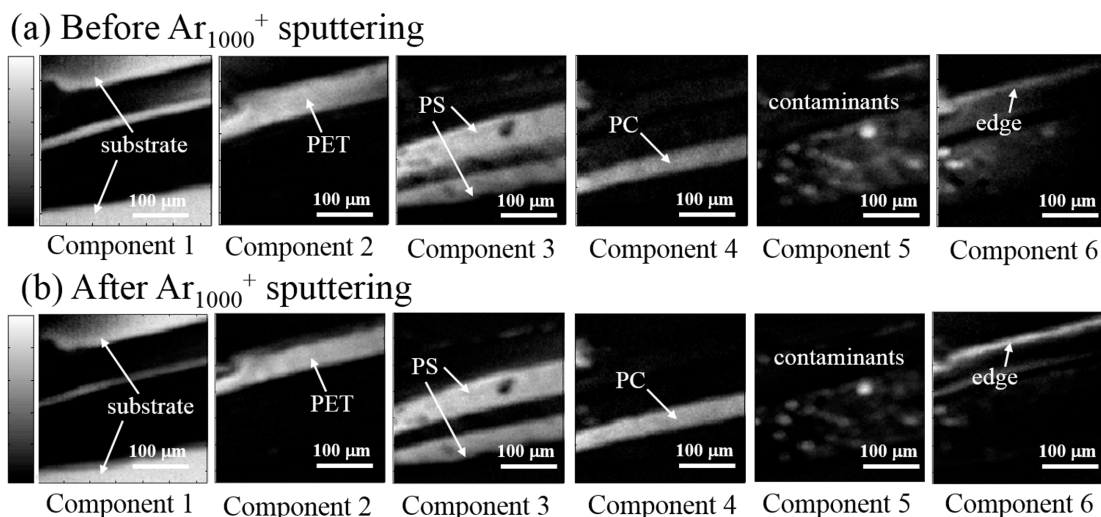 (a) Before Ar1000+ sputtering
substrate
100 μm
PET
100 μm
PS
100 μm
PC
100 μm
contaminants
100 μm
edge
100 μm
Component 1
Component 2
Component 3
Component 4
Component 5
Component 6
(b) After Ar1000+ sputtering
substrate
100 μm
PET
100 μm
PS
100 μm
PC
100 μm
contaminants
100 μm
edge
100 μm
Component 1
Component 2
Component 3
Component 4
Component 5
Component 6